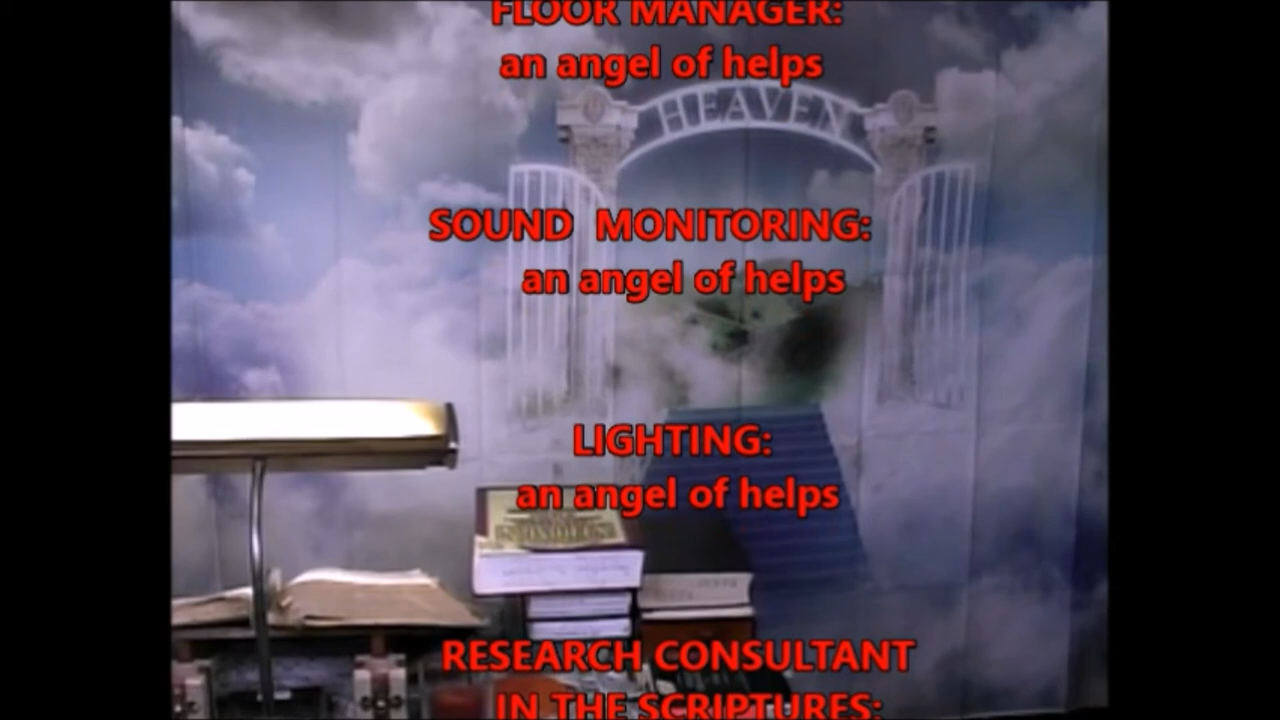 FLOOR MANAGER:
an angel of helps
HEAVEN
SOUND MONITORING:
an angel of helps
LIGHTING:
an angel of helps
RESEARCH CONSULTANT
IN THE SCRIPTURES: